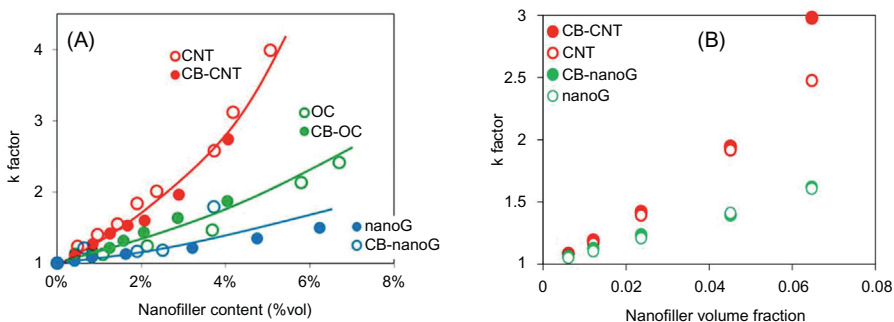 (A)
k factor
4
3
2
1
CNT
CB-CNT
OC
CB-OC
nanoG
CB-nanoG
0% 2% 4% 6% 8%
Nanofiller content (%vol)
(B)
k factor
3
2.5
2
1.5
1
CB-CNT
CNT
CB-nanoG
nanoG
0 0.02 0.04 0.06 0.08
Nanofiller volume fraction